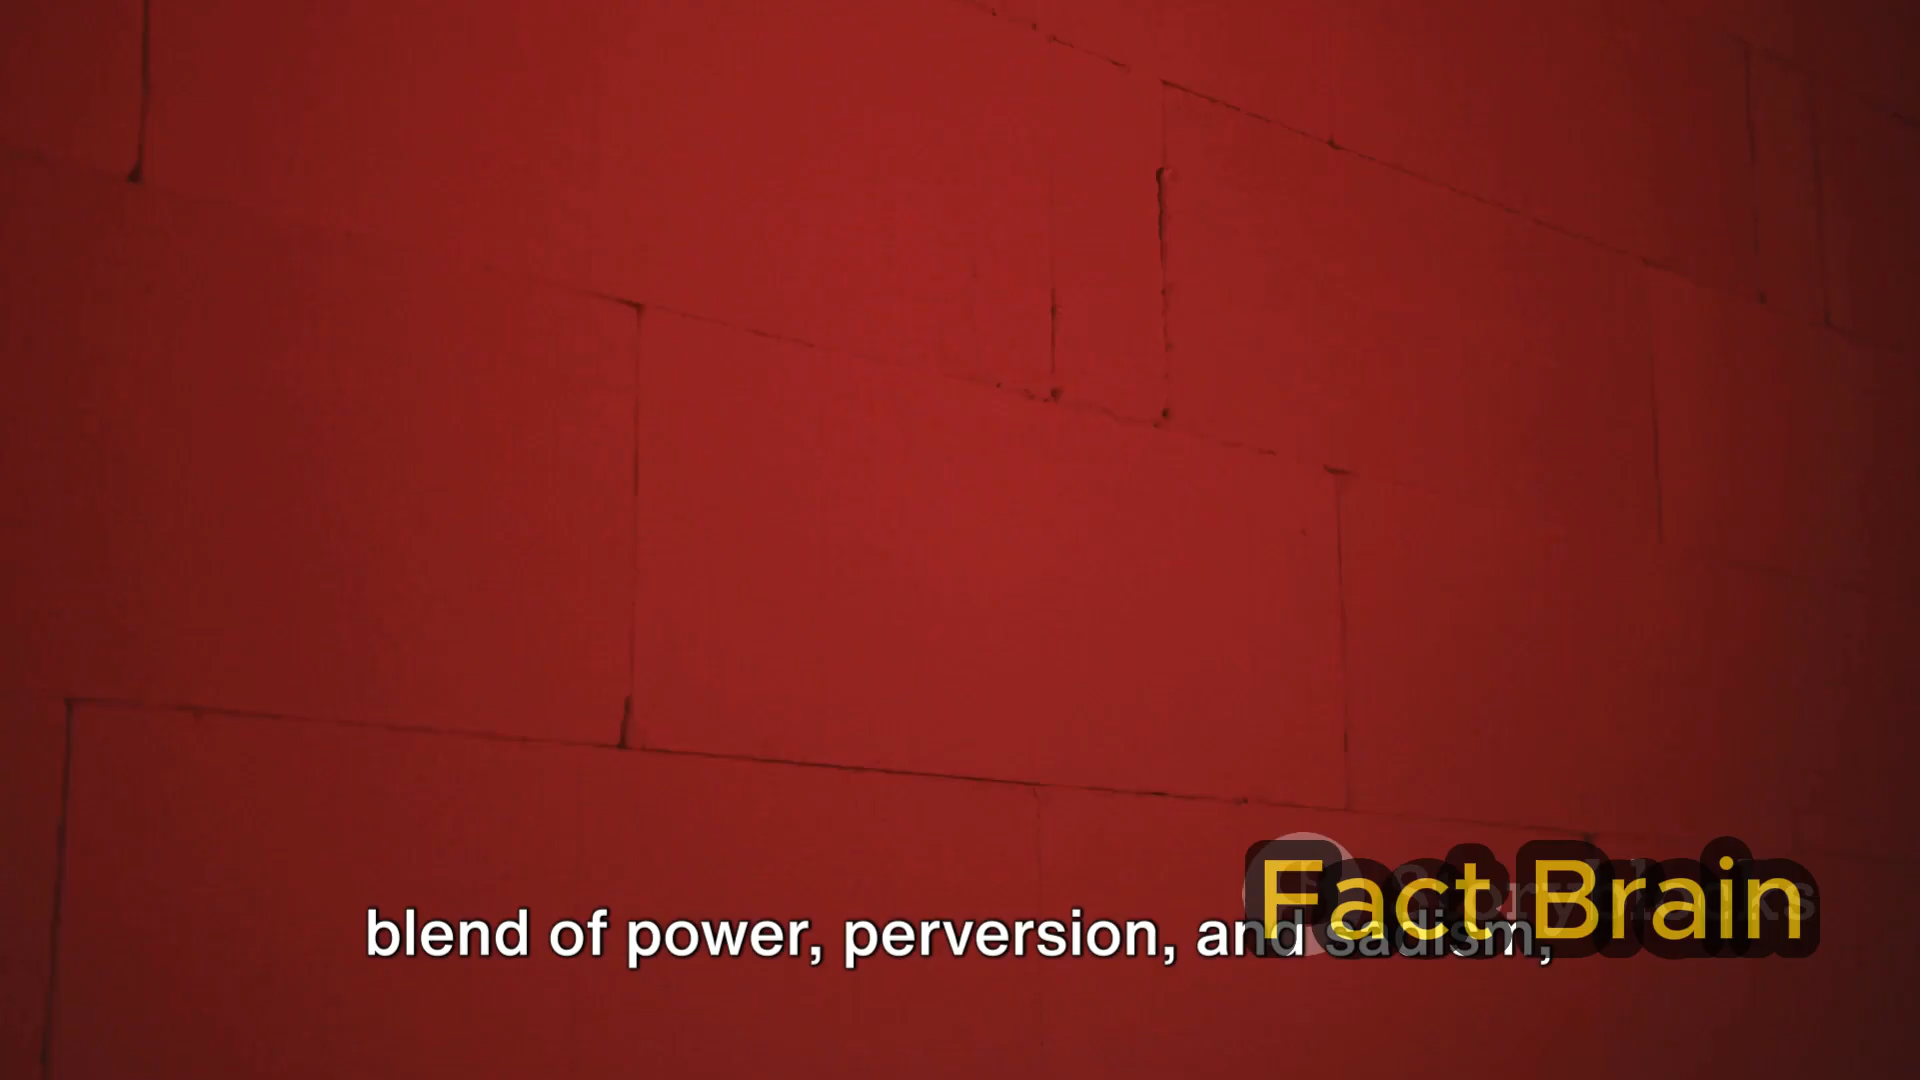 Fact Brain
blend of power, perversion, and sadism,